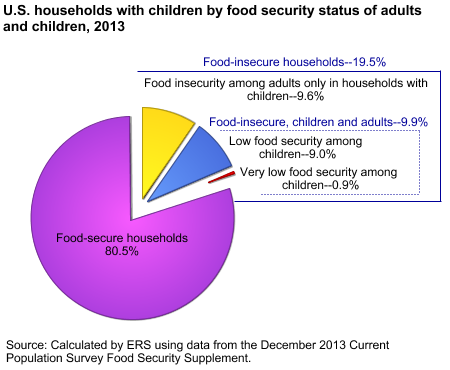 U.S. households with children by food security status of adults
and children, 2013
Food-insecure households--19.5%
Food insecurity among adults only in households with
children--9.6%
Food-insecure, children and adults--9.9%
Low food security among
children--9.0%
Very low food security among
children--0.9%
Food-secure households
80.5%
Source: Calculated by ERS using data from the December 2013 Current
Population Survey Food Security Supplement.